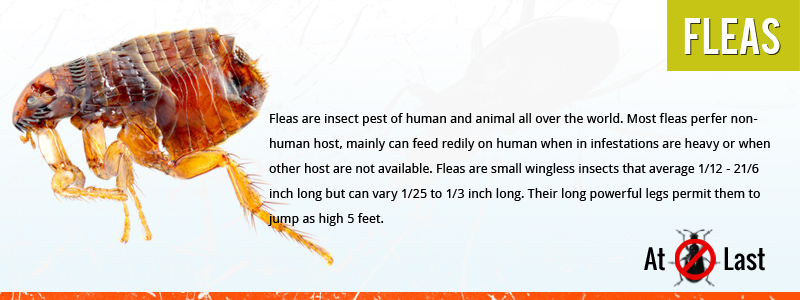 FLEAS
Fleas are insect pest of human and animal all over the world. Most fleas perfer non-
human host, mainly can feed redily on human when in infestations are heavy or when
other host are not available. Fleas are small wingless insects that average 1/12 - 21/6
inch long but can vary 1/25 to 1/3 inch long. Their long powerful legs permit them to
jump as high 5 feet.
At Last